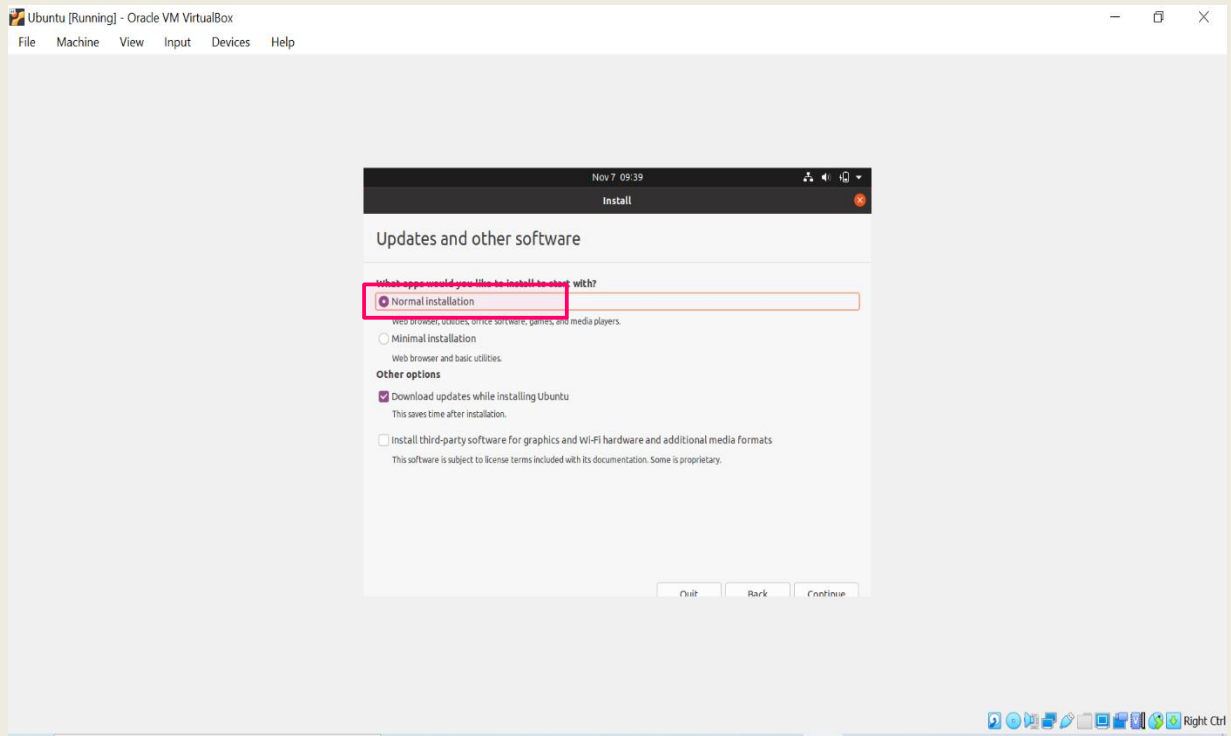 Ubuntu [Running] - Oracle VM VirtualBox
File Machine View Input Devices Help
Nov 7 09:39
Install
Updates and other software
What apps would you like to install to start with?
Normal installation
Web browser, utilities, office software, games, and media players.
Minimal installation
Web browser and basic utilities.
Other options
Download updates while installing Ubuntu
This saves time after installation.
Install third-party software for graphics and Wi-Fi hardware and additional media formats
This software is subject to license terms included with its documentation. Some is proprietary.
Quit Back Continue
Right Ctrl